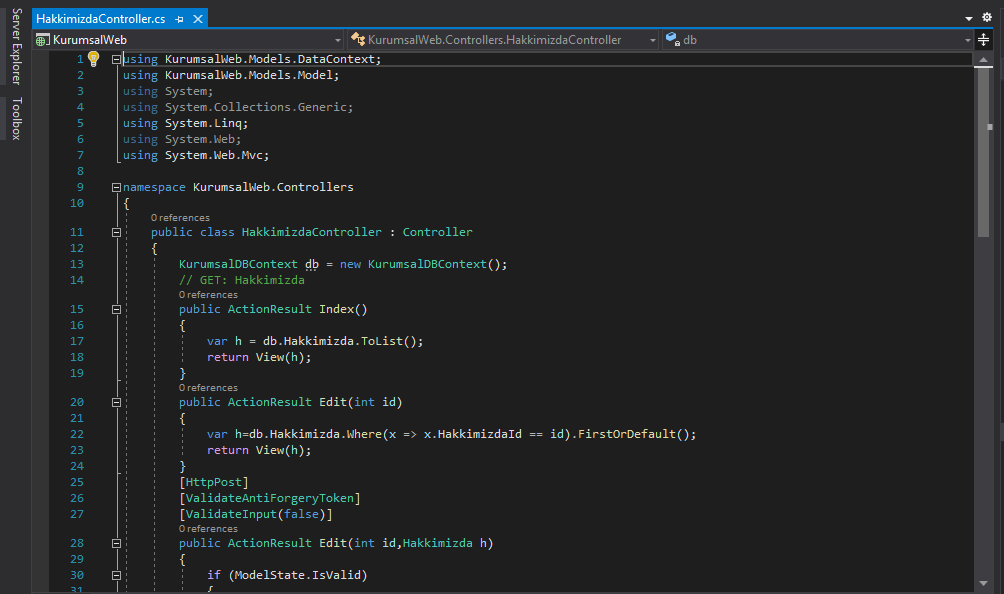 HakkimizdaController.cs
Server Explorer
Toolbox
KurumsalWeb
KurumsalWeb.Controllers.HakkimizdaController
db
1 using KurumsalWeb.Models.DataContext;
2 using KurumsalWeb.Models.Model;
3 using System;
4 using System.Collections.Generic;
5 using System.Linq;
6 using System.Web;
7 using System.Web.Mvc;
8
9 namespace KurumsalWeb.Controllers
10 {
0 references
11 public class HakkimizdaController : Controller
12 {
13 KurumsalDBContext db = new KurumsalDBContext();
14 // GET: Hakkimizda
0 references
15 public ActionResult Index()
16 {
17 var h = db.Hakkimizda.ToList();
18 return View(h);
19 }
0 references
20 public ActionResult Edit(int id)
21 {
22 var h=db.Hakkimizda.Where(x => x.HakkimizdaId == id).FirstOrDefault();
23 return View(h);
24 }
25 [HttpPost]
26 [ValidateAntiForgeryToken]
27 [ValidateInput(false)]
0 references
28 public ActionResult Edit(int id,Hakkimizda h)
29 {
30 if (ModelState.IsValid)
31 {